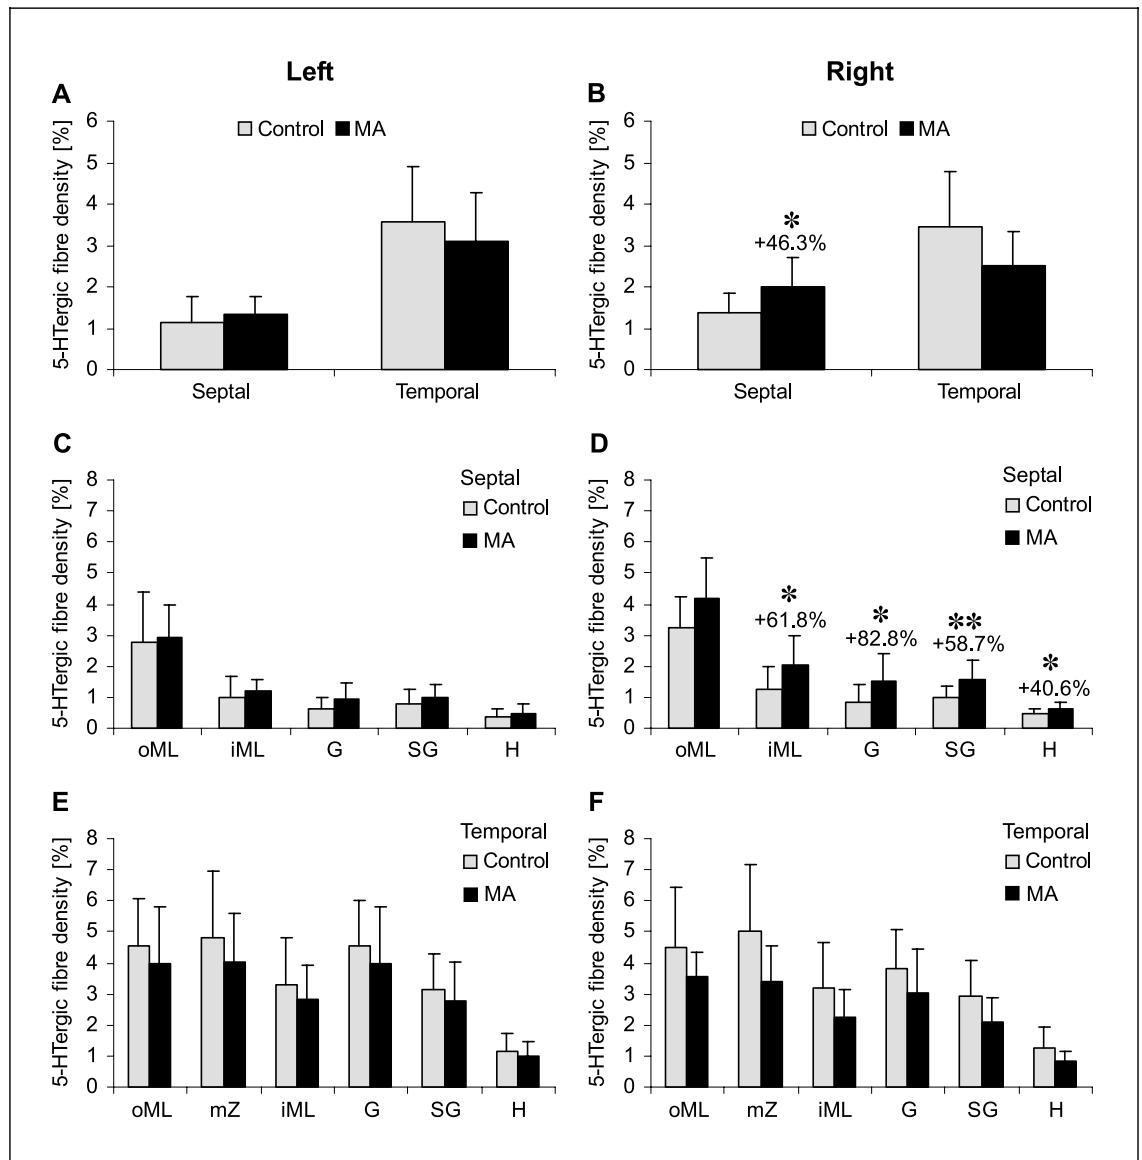 Left
Right
A
5-HTergic fibre density [%]
6
5
4
3
2
1
0
Control
MA
Septal
Temporal
B
5-HTergic fibre density [%]
6
5
4
3
2
1
0
Control
MA
*
+46.3%
Septal
Temporal
C
5-HTergic fibre density [%]
8
7
6
5
4
3
2
1
0
Septal
Control
MA
oML
iML
G
SG
H
D
5-HTergic fibre density [%]
8
7
6
5
4
3
2
1
0
Septal
Control
MA
*
+61.8%
*
+82.8%
**
+58.7%
*
+40.6%
oML
iML
G
SG
H
E
5-HTergic fibre density [%]
8
7
6
5
4
3
2
1
0
Temporal
Control
MA
oML
mZ
iML
G
SG
H
F
5-HTergic fibre density [%]
8
7
6
5
4
3
2
1
0
Temporal
Control
MA
oML
mZ
iML
G
SG
H